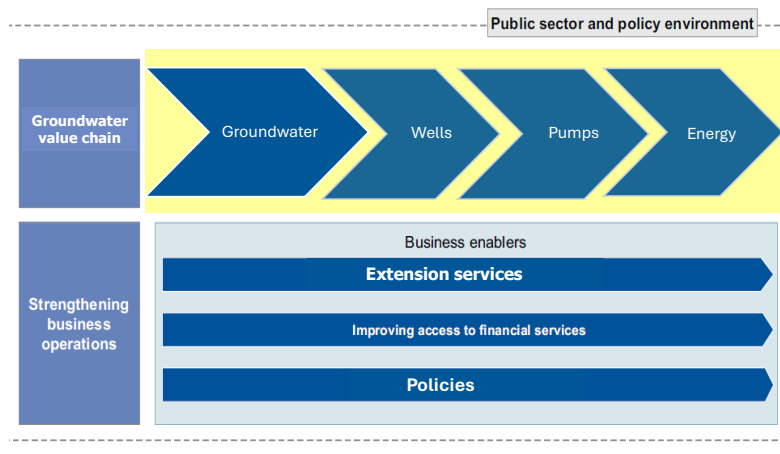 Public sector and policy environment
Groundwater
value chain
Groundwater
Wells
Pumps
Energy
Strengthening
business
operations
Business enablers
Extension services
Improving access to financial services
Policies